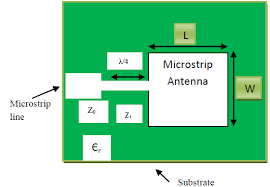 L
λ/4
Microstrip
Antenna
W
Microstrip
line
Z₀
Z₁
Єr
Substrate